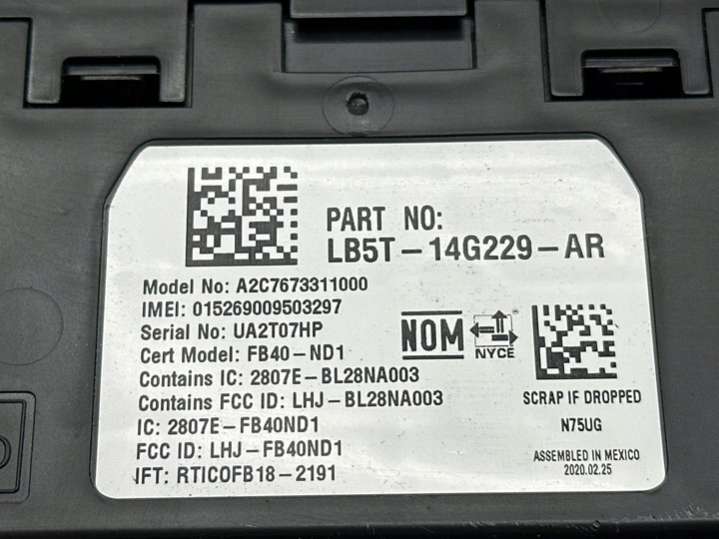 PART NO:
LB5T-14G229-AR
Model No: A2C7673311000
IMEI: 015269009503297
Serial No: UA2T07HP
Cert Model: FB40-ND1
Contains IC: 2807E-BL28NA003
Contains FCC ID: LHJ-BL28NA003
IC: 2807E-FB40ND1
FCC ID: LHJ-FB40ND1
IFT: RTICOFB18-2191
NOM
NYCE
SCRAP IF DROPPED
N75UG
ASSEMBLED IN MEXICO
2020.02.25